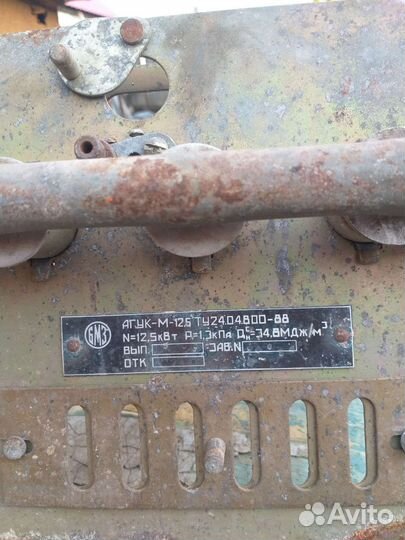 БМЗ
АГУК-М-12,5 ТУ24.04.800-88
N=12,5кВт P=1,3кПа Qнс=34,8МДж/м³
ВЫП. ЗАВ.N
ОТК
Avito